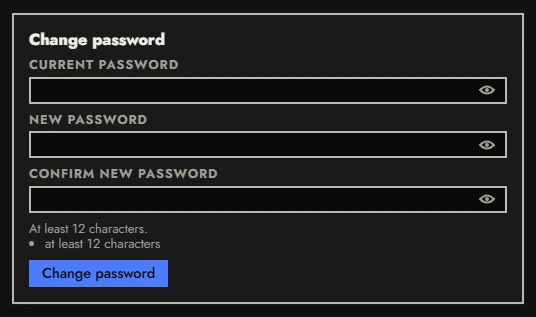 Change password
CURRENT PASSWORD
NEW PASSWORD
CONFIRM NEW PASSWORD
At least 12 characters.
• at least 12 characters
Change password